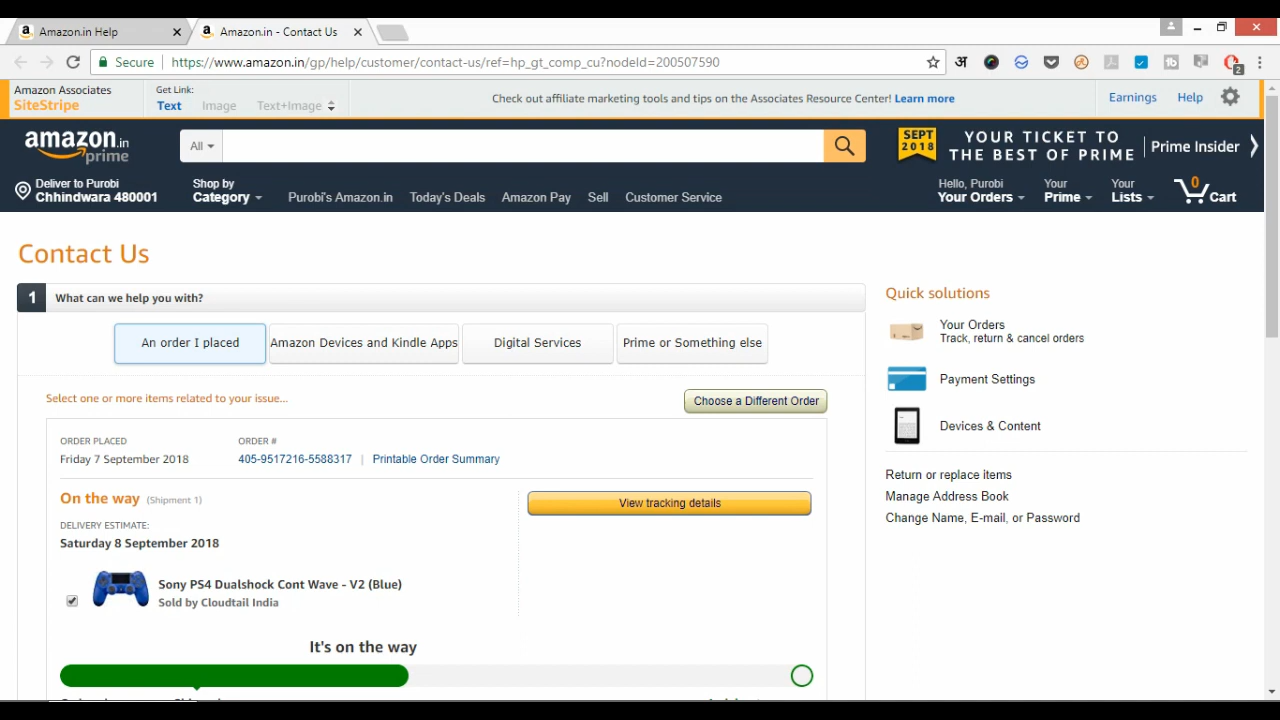 Amazon.in Help
Amazon.in - Contact Us
Secure
https://www.amazon.in/gp/help/customer/contact-us/ref=hp_gt_comp_cu?nodeId=200507590
अ
2
Amazon Associates
SiteStripe
Get Link:
Text Image Text+Image
Check out affiliate marketing tools and tips on the Associates Resource Center! Learn more
Earnings Help
amazon.in
prime
All
SEPT
2018
YOUR TICKET TO
THE BEST OF PRIME
Prime Insider
Deliver to Purobi
Chhindwara 480001
Shop by
Category
Purobi's Amazon.in Today's Deals Amazon Pay Sell Customer Service
Hello, Purobi
Your Orders
Your
Prime
Your
Lists
0
Cart
Contact Us
1 What can we help you with?
An order I placed
Amazon Devices and Kindle Apps
Digital Services
Prime or Something else
Select one or more items related to your issue...
Choose a Different Order
ORDER PLACED
Friday 7 September 2018
ORDER #
405-9517216-5588317 | Printable Order Summary
On the way (Shipment 1)
View tracking details
DELIVERY ESTIMATE:
Saturday 8 September 2018
Sony PS4 Dualshock Cont Wave - V2 (Blue)
Sold by Cloudtail India
It's on the way
Quick solutions
Your Orders
Track, return & cancel orders
Payment Settings
Devices & Content
Return or replace items
Manage Address Book
Change Name, E-mail, or Password